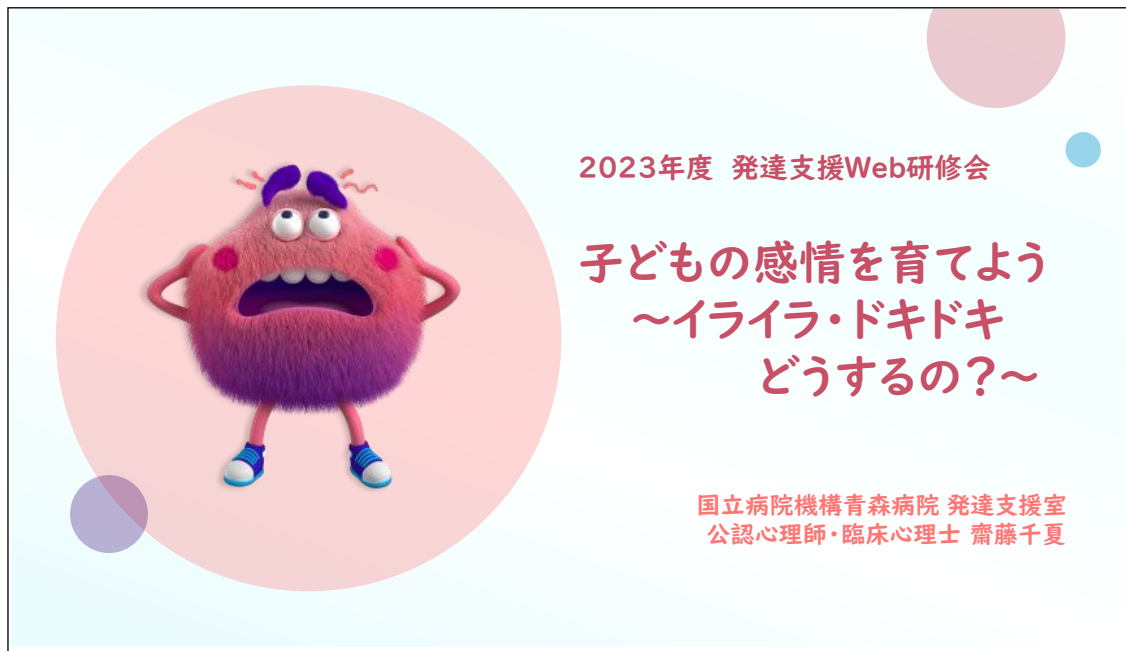 2023年度 発達支援Web研修会
子どもの感情を育てよう
～イライラ・ドキドキ
どうするの？～
国立病院機構青森病院 発達支援室
公認心理師・臨床心理士 齋藤千夏